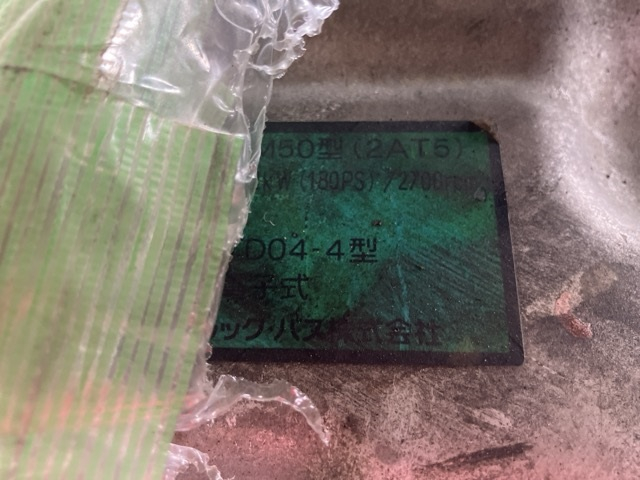 M50型(2AT5)
KW(180PS)/2700rpm
D04-4型
子式
ック・バス株式会社